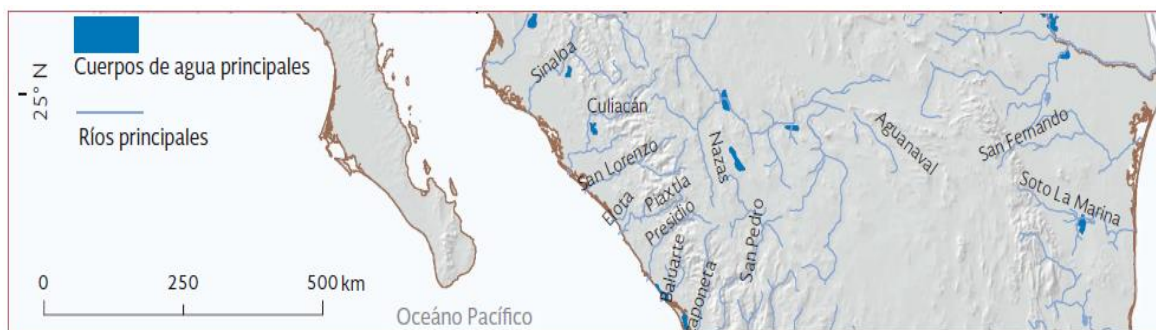 Cuerpos de agua principales
25° N
Ríos principales
Sinaloa
Culiacán
San Lorenzo
Nazas
Aguanaval
San Fernando
Piaxtla
Elota
Presidio
Soto La Marina
Baluarte
San Pedro
0 250 500 km
Océano Pacífico